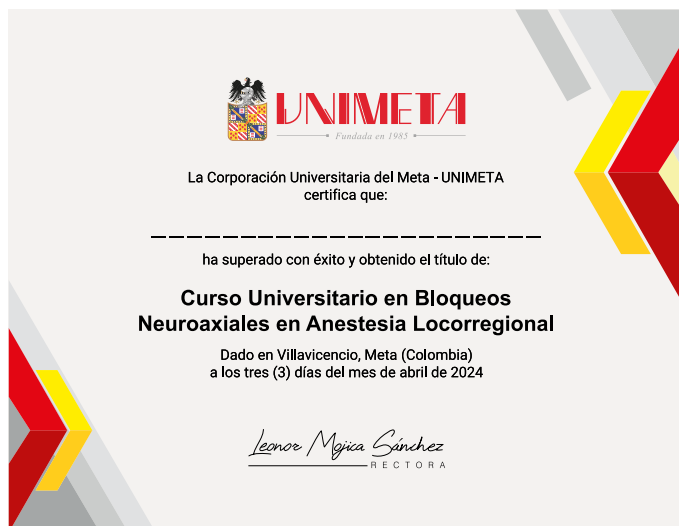 UNIMETA
Fundada en 1985
La Corporación Universitaria del Meta - UNIMETA
certifica que:
ha superado con éxito y obtenido el título de:
Curso Universitario en Bloqueos
Neuroaxiales en Anestesia Locorregional
Dado en Villavicencio, Meta (Colombia)
a los tres (3) días del mes de abril de 2024
Leonor Mojica Sánchez
RECTORA